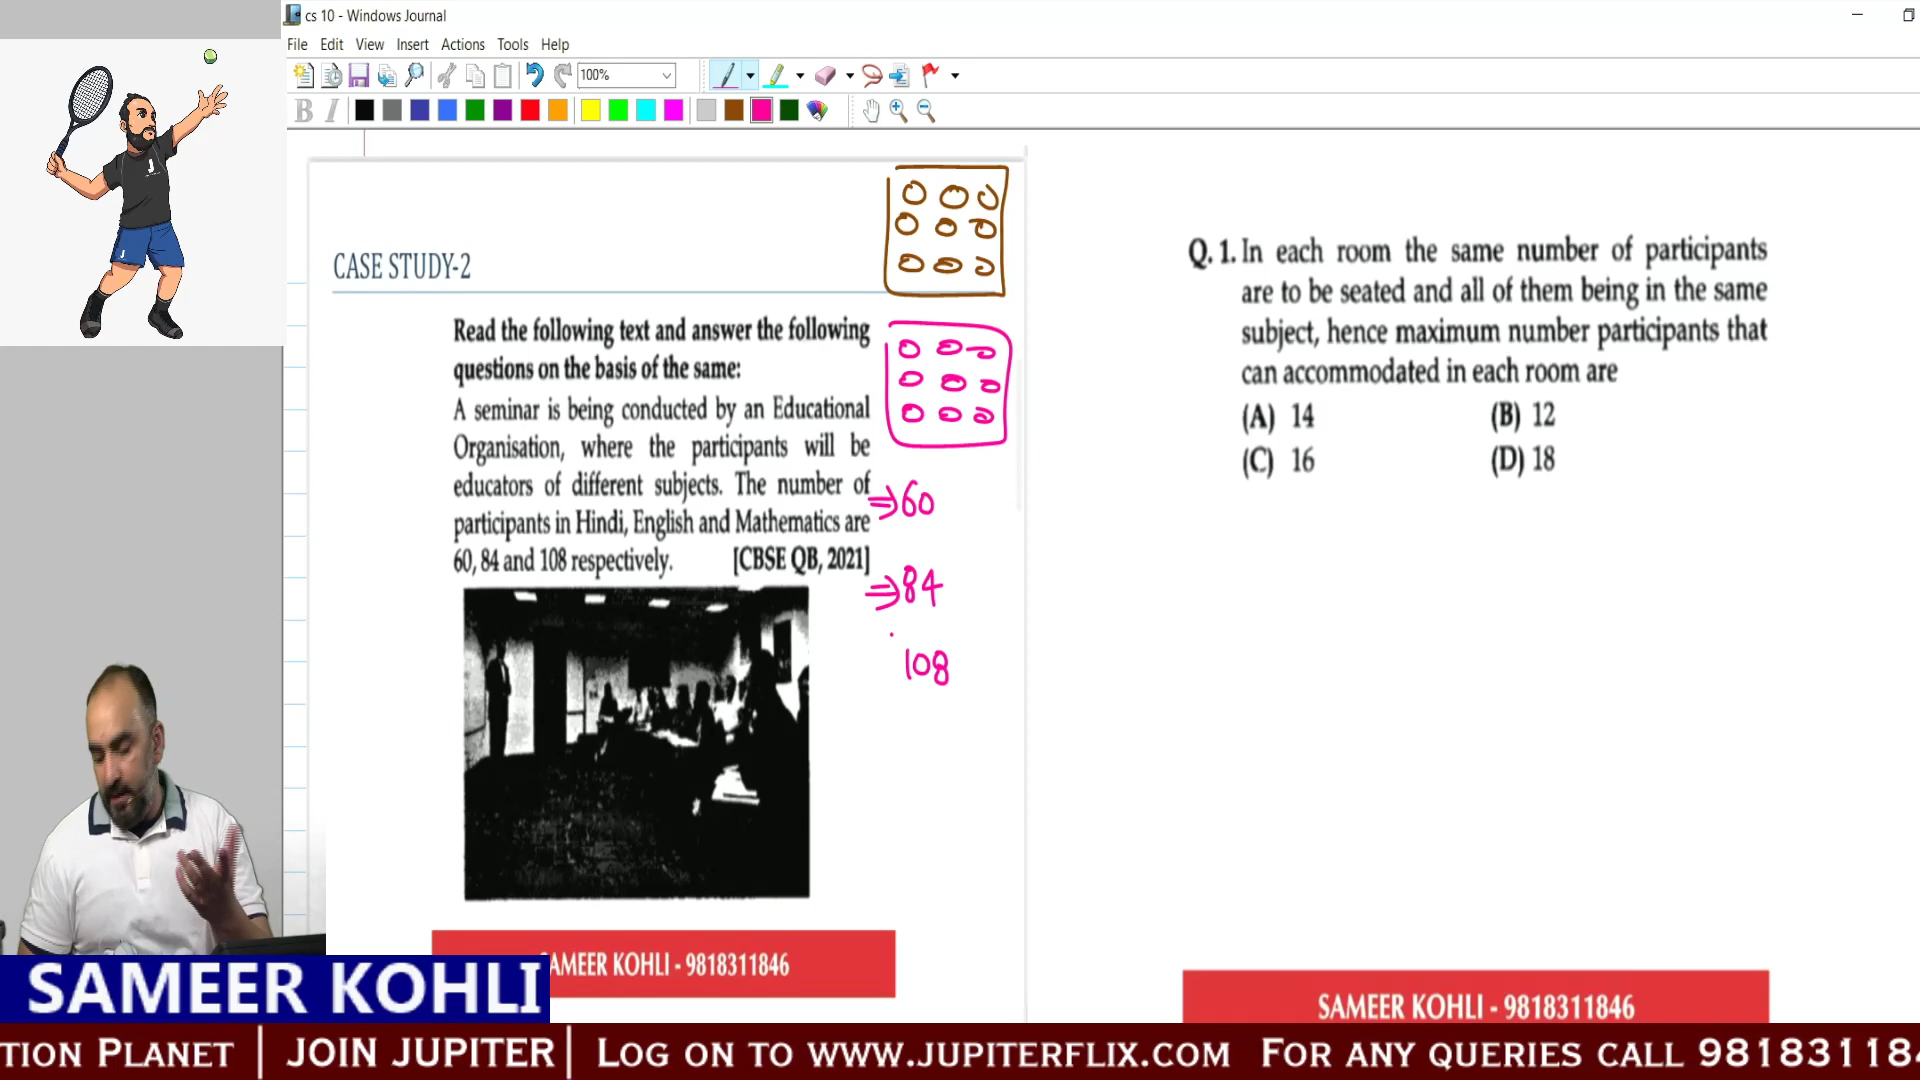 cs 10 - Windows Journal
File Edit View Insert Actions Tools Help
100%
B I
CASE STUDY-2
Read the following text and answer the following
questions on the basis of the same:
A seminar is being conducted by an Educational
Organisation, where the participants will be
educators of different subjects. The number of
participants in Hindi, English and Mathematics are
60, 84 and 108 respectively. [CBSE QB, 2021]
⇒60
⇒84
108
AMEER KOHLI - 9818311846
Q. 1. In each room the same number of participants
are to be seated and all of them being in the same
subject, hence maximum number participants that
can accommodated in each room are
(A) 14 (B) 12
(C) 16 (D) 18
SAMEER KOHLI - 9818311846
SAMEER KOHLI
TION PLANET | JOIN JUPITER | LOG ON TO WWW.JUPITERFLIX.COM FOR ANY QUERIES CALL 98183118